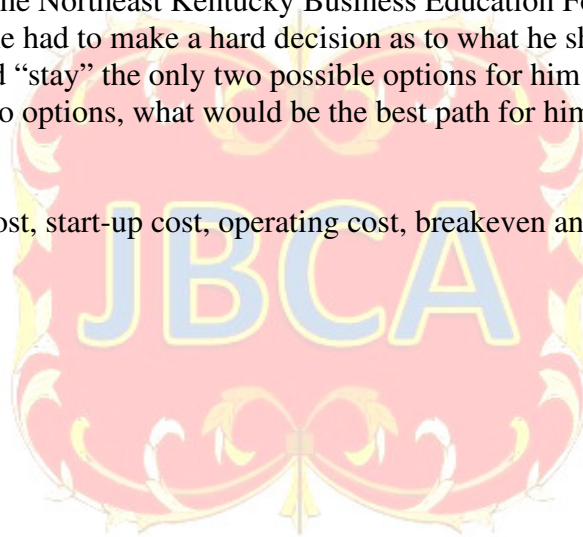 he Northeast Kentucky Business Education Fo
e had to make a hard decision as to what he sh
d “stay” the only two possible options for him
o options, what would be the best path for him
ost, start-up cost, operating cost, breakeven an
JBCA